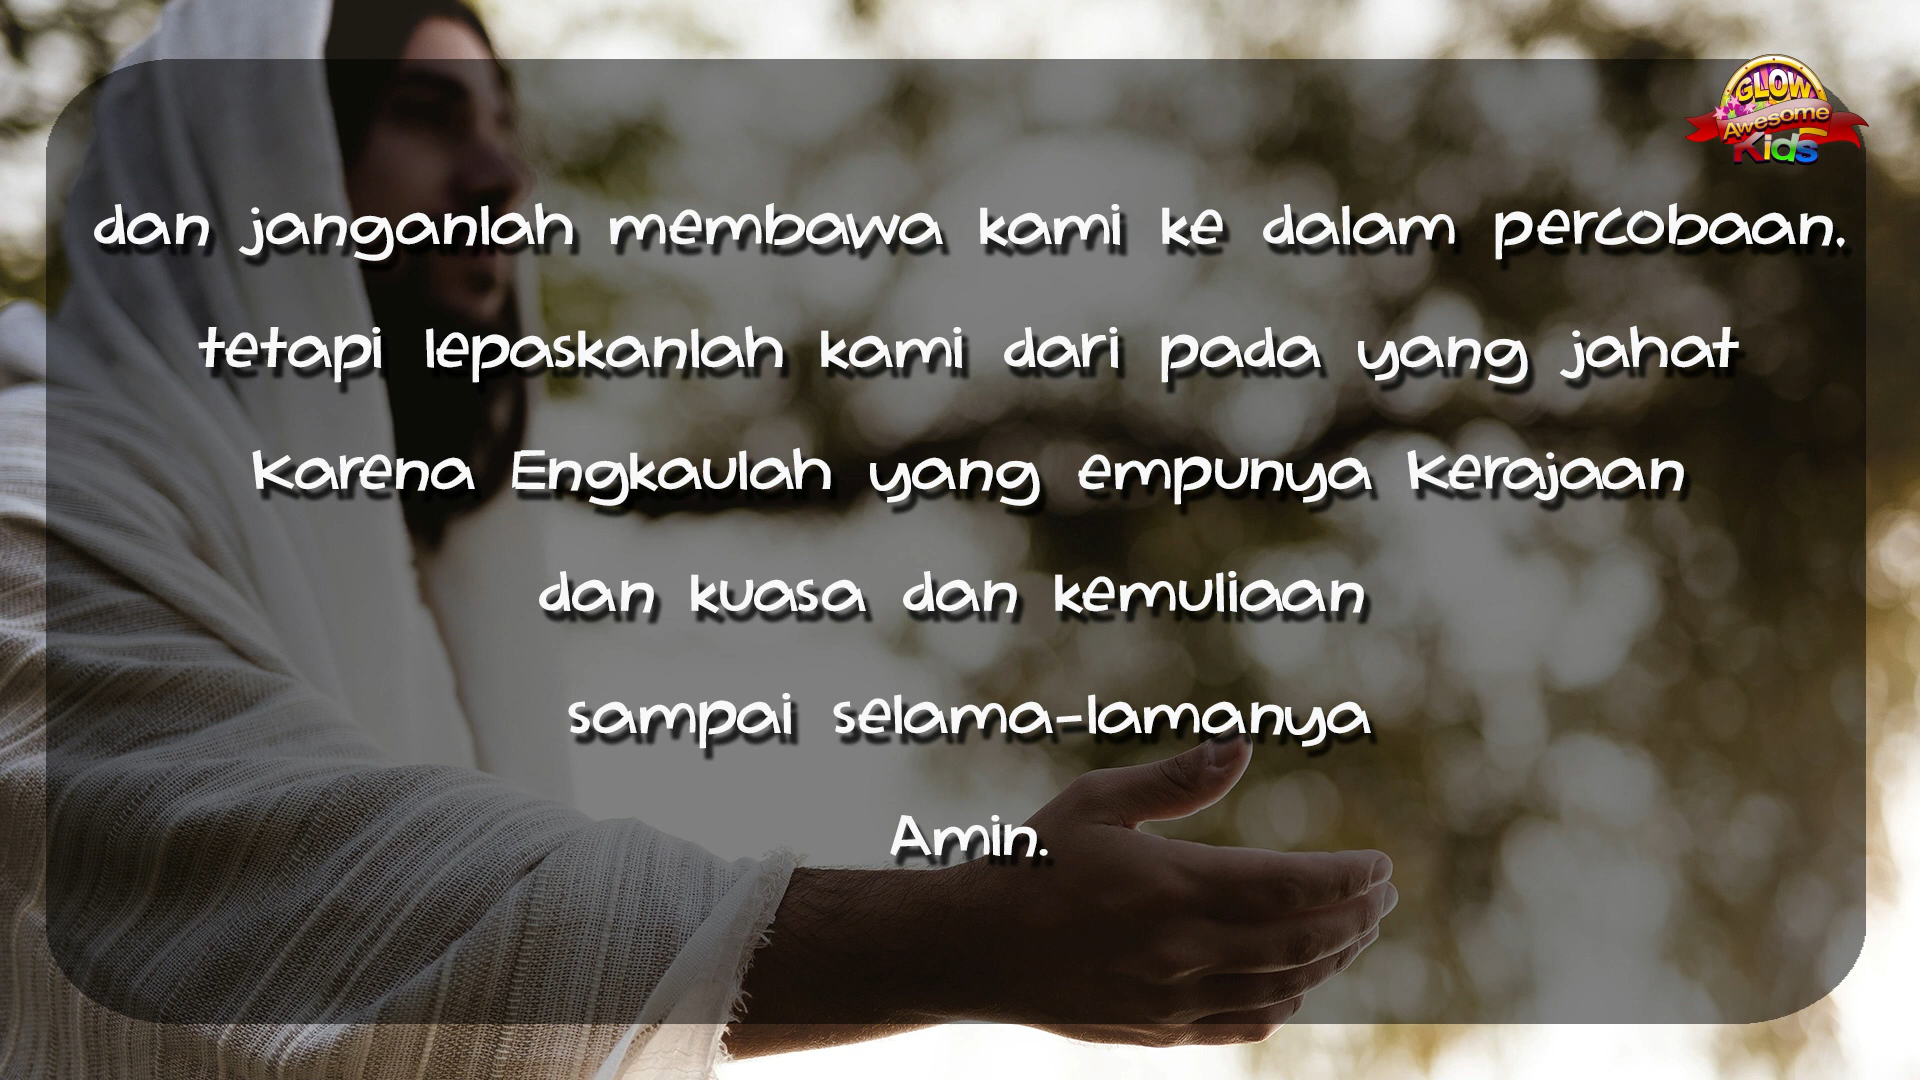 GLOW
Awesome
Kids
dan janganlah membawa kami ke dalam percobaan,
tetapi lepaskanlah kami dari pada yang jahat
Karena Engkaulah yang empunya Kerajaan
dan kuasa dan kemuliaan
sampai selama-lamanya
Amin.